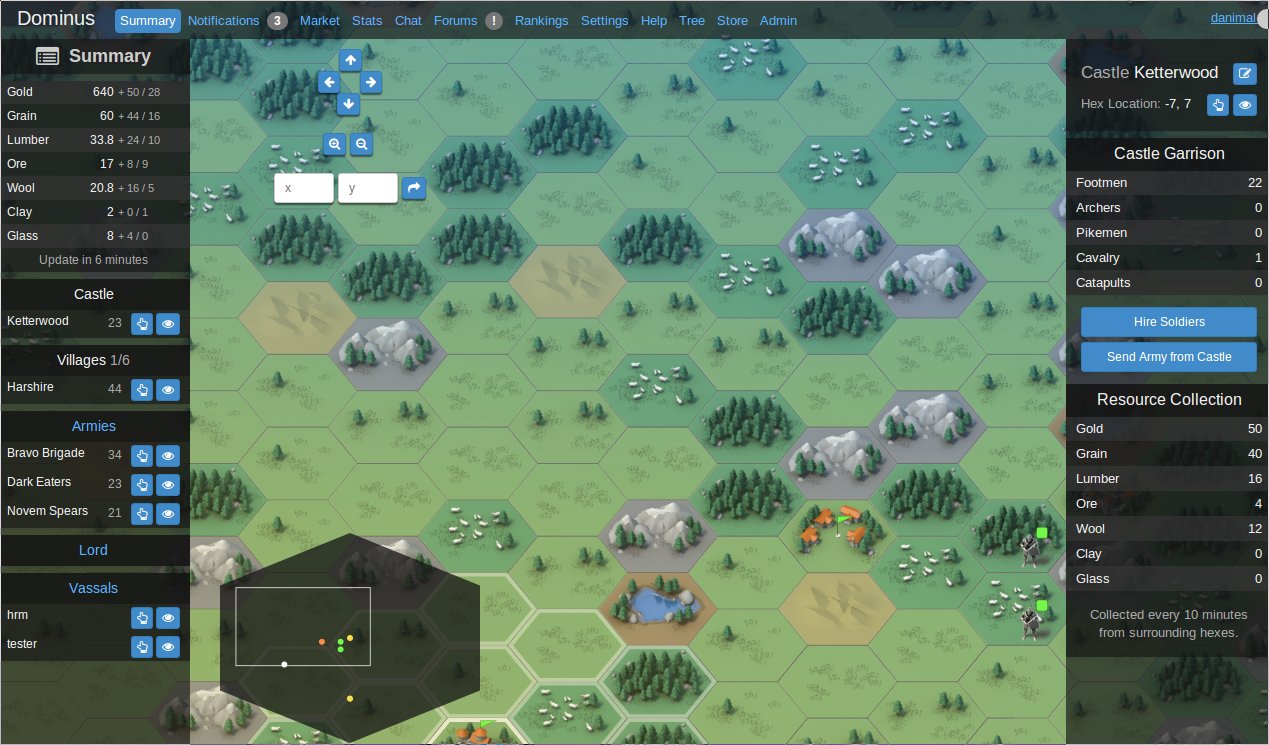 Dominus Summary Notifications 3 Market Stats Chat Forums ! Rankings Settings Help Tree Store Admin danimal
Summary
Gold 640 + 50 / 28
Grain 60 + 44 / 16
Lumber 33.8 + 24 / 10
Ore 17 + 8 / 9
Wool 20.8 + 16 / 5
Clay 2 + 0 / 1
Glass 8 + 4 / 0
Update in 6 minutes
Castle
Ketterwood 23
Villages 1/6
Harshire 44
Armies
Bravo Brigade 34
Dark Eaters 23
Novem Spears 21
Lord
Vassals
hrm
tester
x y
Castle Ketterwood
Hex Location: -7, 7
Castle Garrison
Footmen 22
Archers 0
Pikemen 0
Cavalry 1
Catapults 0
Hire Soldiers
Send Army from Castle
Resource Collection
Gold 50
Grain 40
Lumber 16
Ore 4
Wool 12
Clay 0
Glass 0
Collected every 10 minutes
from surrounding hexes.